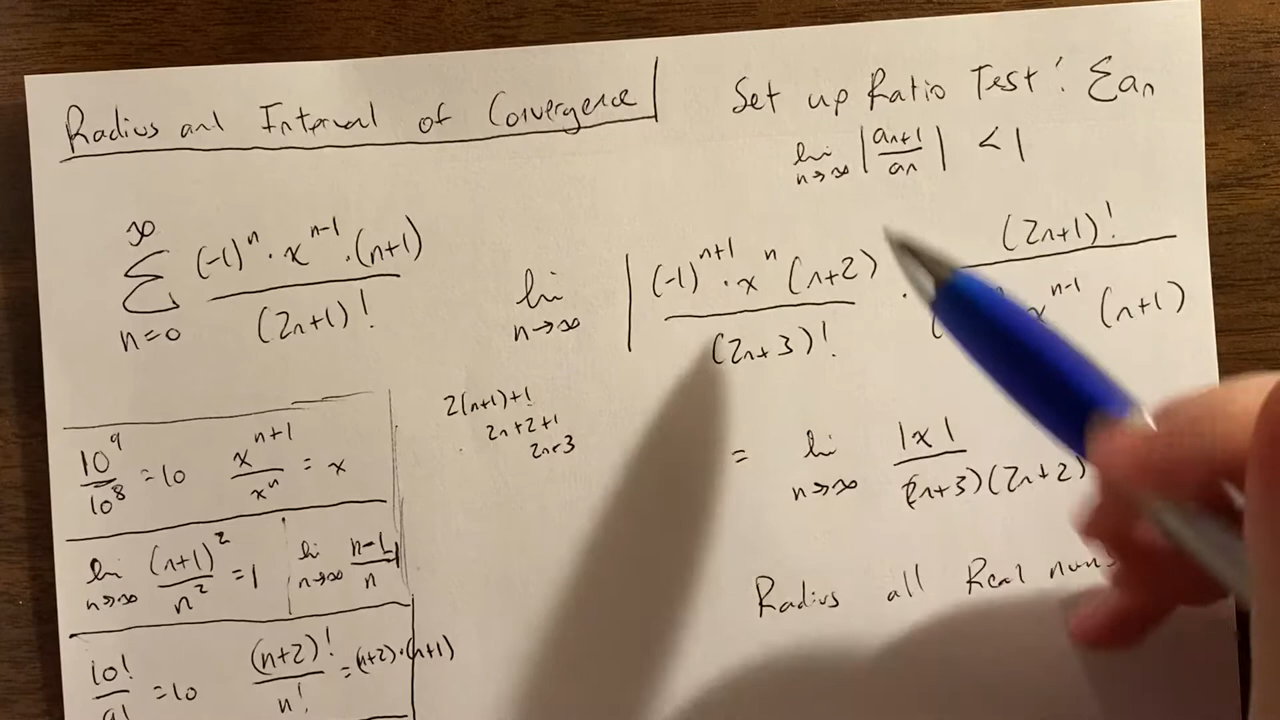 Radius and Interval of Convergence
Set up Ratio Test: Σaₙ
lim n→∞ |aₙ₊₁/aₙ| < 1
∞ Σ n=0 (-1)ⁿ · xⁿ⁻¹ · (n+1) / (2n+1)!
lim n→∞ | (-1)ⁿ⁺¹ · xⁿ (n+2) / (2n+3)! · (2n+1)! / ( xⁿ⁻¹ (n+1)
2(n+1)+1
2n+2+1
2n+3
= lim n→∞ |x| / (2n+3)(2n+2)
Radius all Real
10⁹/10⁸ = 10 xⁿ⁺¹/xⁿ = x
lim n→∞ (n+1)²/n² = 1 lim n→∞ n-1/n
10!/9! = 10 (n+2)!/n! = (n+2)·(n+1)